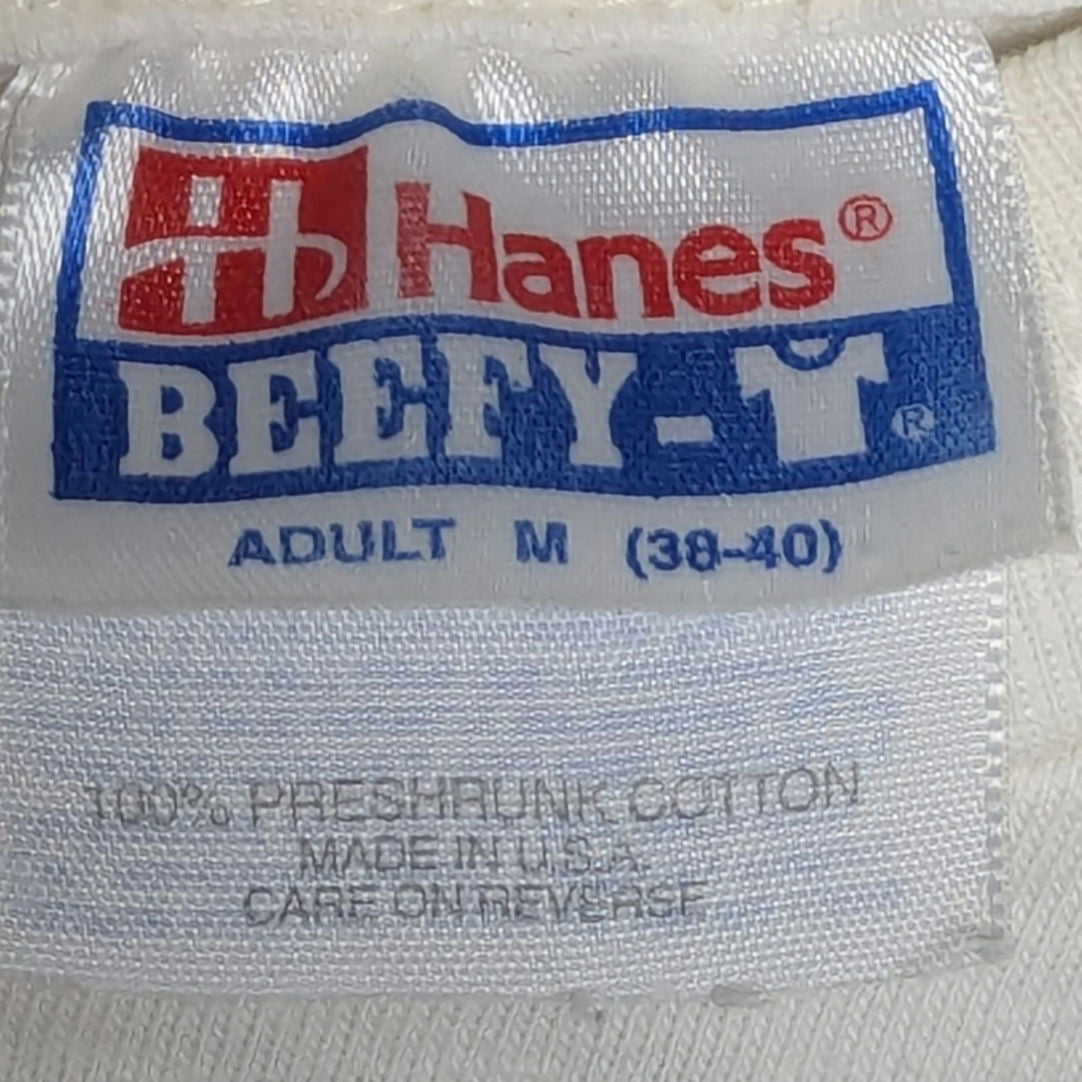 Hanes®
BEEFY-T®
ADULT M (38-40)
100% PRESHRUNK COTTON
MADE IN U.S.A.
CARE ON REVERSE